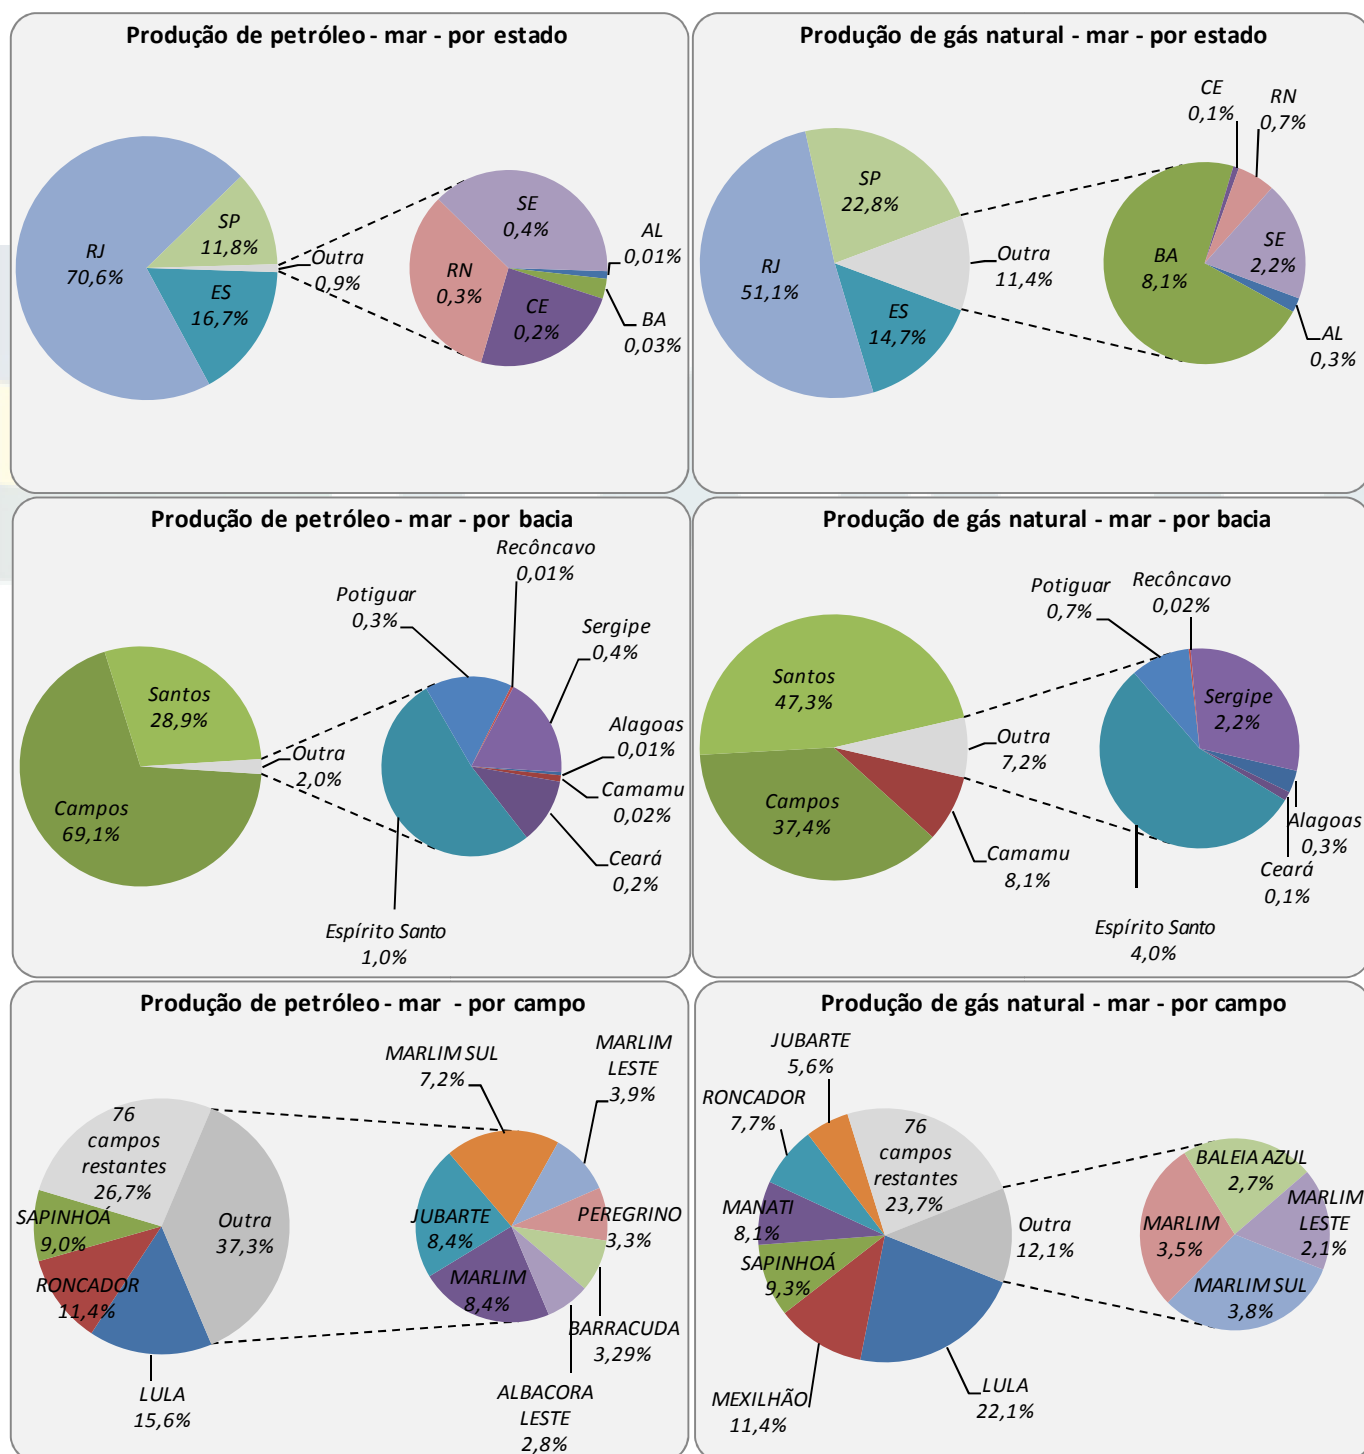 Produção de petróleo - mar - por estado
RJ
70,6%
SP
11,8%
Outra
0,9%
ES
16,7%
SE
0,4%
AL
0,01%
RN
0,3%
CE
0,2%
BA
0,03%
Produção de gás natural - mar - por estado
CE
0,1%
RN
0,7%
SP
22,8%
RJ
51,1%
Outra
11,4%
ES
14,7%
BA
8,1%
SE
2,2%
AL
0,3%
Produção de petróleo - mar - por bacia
Recôncavo
0,01%
Potiguar
0,3%
Sergipe
0,4%
Santos
28,9%
Outra
2,0%
Campos
69,1%
Alagoas
0,01%
Camamu
0,02%
Ceará
0,2%
Espírito Santo
1,0%
Produção de gás natural - mar - por bacia
Recôncavo
0,02%
Potiguar
0,7%
Santos
47,3%
Sergipe
2,2%
Outra
7,2%
Campos
37,4%
Camamu
8,1%
Alagoas
0,3%
Ceará
0,1%
Espírito Santo
4,0%
Produção de petróleo - mar - por campo
MARLIM SUL
7,2%
MARLIM
LESTE
3,9%
76
campos
restantes
26,7%
SAPINHOÁ
9,0%
Outra
37,3%
RONCADOR
11,4%
LULA
15,6%
JUBARTE
8,4%
PEREGRINO
3,3%
MARLIM
8,4%
BARRACUDA
3,29%
ALBACORA
LESTE
2,8%
Produção de gás natural - mar - por campo
JUBARTE
5,6%
RONCADOR
7,7%
76
campos
restantes
23,7%
MANATI
8,1%
SAPINHOÁ
9,3%
Outra
12,1%
MEXILHÃO
11,4%
LULA
22,1%
BALEIA AZUL
2,7%
MARLIM
LESTE
2,1%
MARLIM
3,5%
MARLIM SUL
3,8%